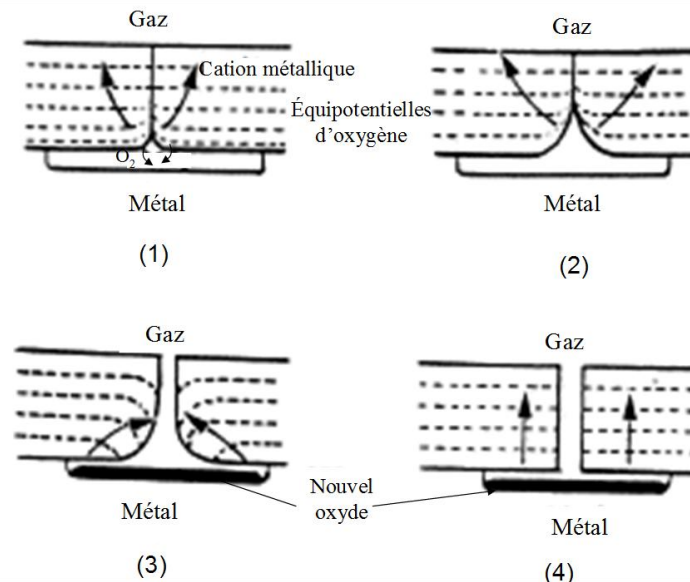 Gaz
Cation métallique
Équipotentielles
d'oxygène
O2
Métal
(1)
Gaz
Métal
(2)
Gaz
Métal
(3)
Nouvel
oxyde
Gaz
Métal
(4)